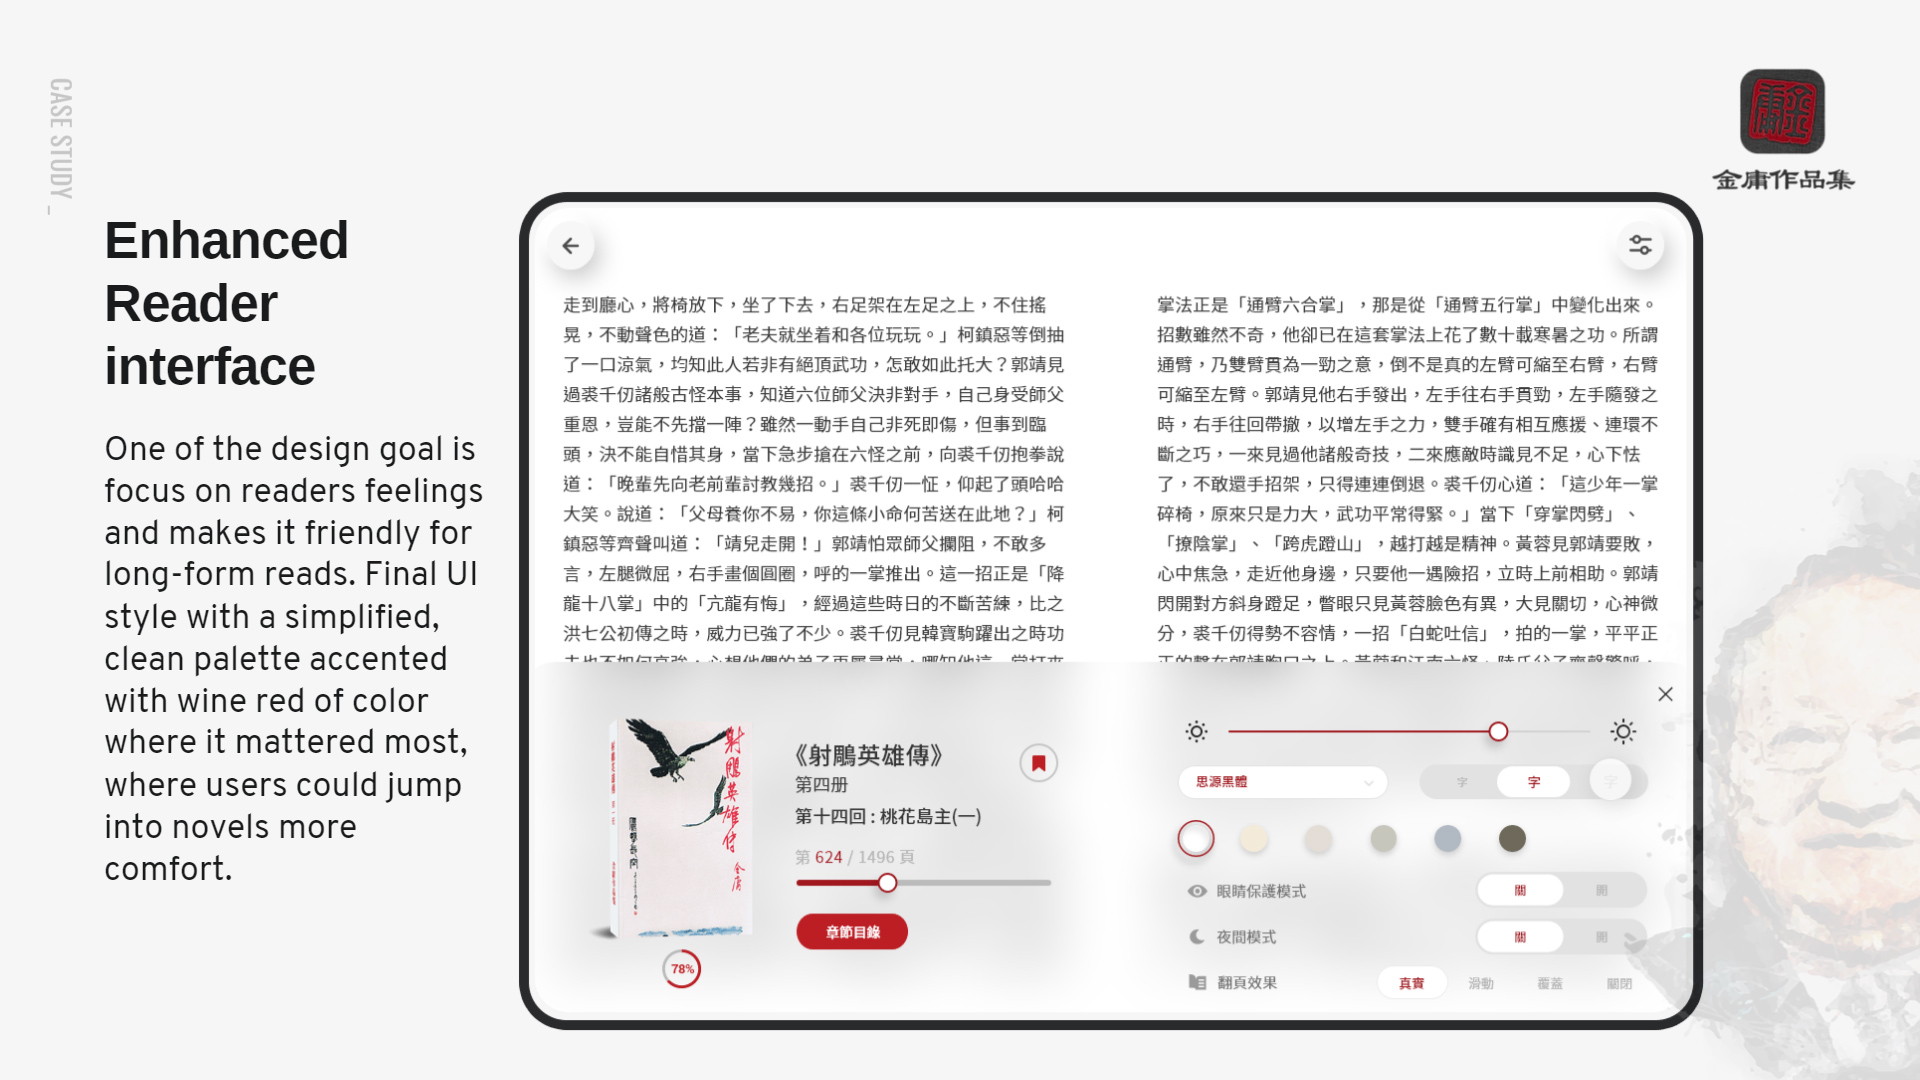 CASE STUDY _
金庸作品集
Enhanced
Reader
interface
One of the design goal is
focus on readers feelings
and makes it friendly for
long-form reads. Final UI
style with a simplified,
clean palette accented
with wine red of color
where it mattered most,
where users could jump
into novels more
comfort.
走到廳心，將椅放下，坐了下去，右足架在左足之上，不住搖
晃，不動聲色的道：「老夫就坐着和各位玩玩。」柯鎮惡等倒抽
了一口涼氣，均知此人若非有絕頂武功，怎敢如此托大？郭靖見
過裘千仞諸般古怪本事，知道六位師父決非對手，自己身受師父
重恩，豈能不先擋一陣？雖然一動手自己非死即傷，但事到臨
頭，決不能自惜其身，當下急步搶在六怪之前，向裘千仞抱拳說
道：「晚輩先向老前輩討教幾招。」裘千仞一怔，仰起了頭哈哈
大笑。說道：「父母養你不易，你這條小命何苦送在此地？」柯
鎮惡等齊聲叫道：「靖兒走開！」郭靖怕眾師父攔阻，不敢多
言，左腿微屈，右手畫個圓圈，呼的一掌推出。這一招正是「降
龍十八掌」中的「亢龍有悔」，經過這些時日的不斷苦練，比之
洪七公初傳之時，威力已強了不少。裘千仞見韓寶駒躍出之時功
掌法正是「通臂六合掌」，那是從「通臂五行掌」中變化出來。
招數雖然不奇，他卻已在這套掌法上花了數十載寒暑之功。所謂
通臂，乃雙臂貫為一勁之意，倒不是真的左臂可縮至右臂，右臂
可縮至左臂。郭靖見他右手發出，左手往右手貫勁，左手隨發之
時，右手往回帶撤，以增左手之力，雙手確有相互應援、連環不
斷之巧，一來見過他諸般奇技，二來應敵時識見不足，心下怯
了，不敢還手招架，只得連連倒退。裘千仞心道：「這少年一掌
碎椅，原來只是力大，武功平常得緊。」當下「穿掌閃劈」、
「撩陰掌」、「跨虎蹬山」，越打越是精神。黃蓉見郭靖要敗，
心中焦急，走近他身邊，只要他一遇險招，立時上前相助。郭靖
閃開對方斜身蹬足，瞥眼只見黃蓉臉色有異，大見關切，心神微
分，裘千仞得勢不容情，一招「白蛇吐信」，拍的一掌，平平正
射鵰英雄傳
金庸
78%
《射鵰英雄傳》
第四册
第十四回 : 桃花島主(一)
第 624 / 1496 頁
章節目錄
思源黑體
字 字 字
眼睛保護模式 關 開
夜間模式 關 開
翻頁效果 真實 滑動 覆蓋 關閉